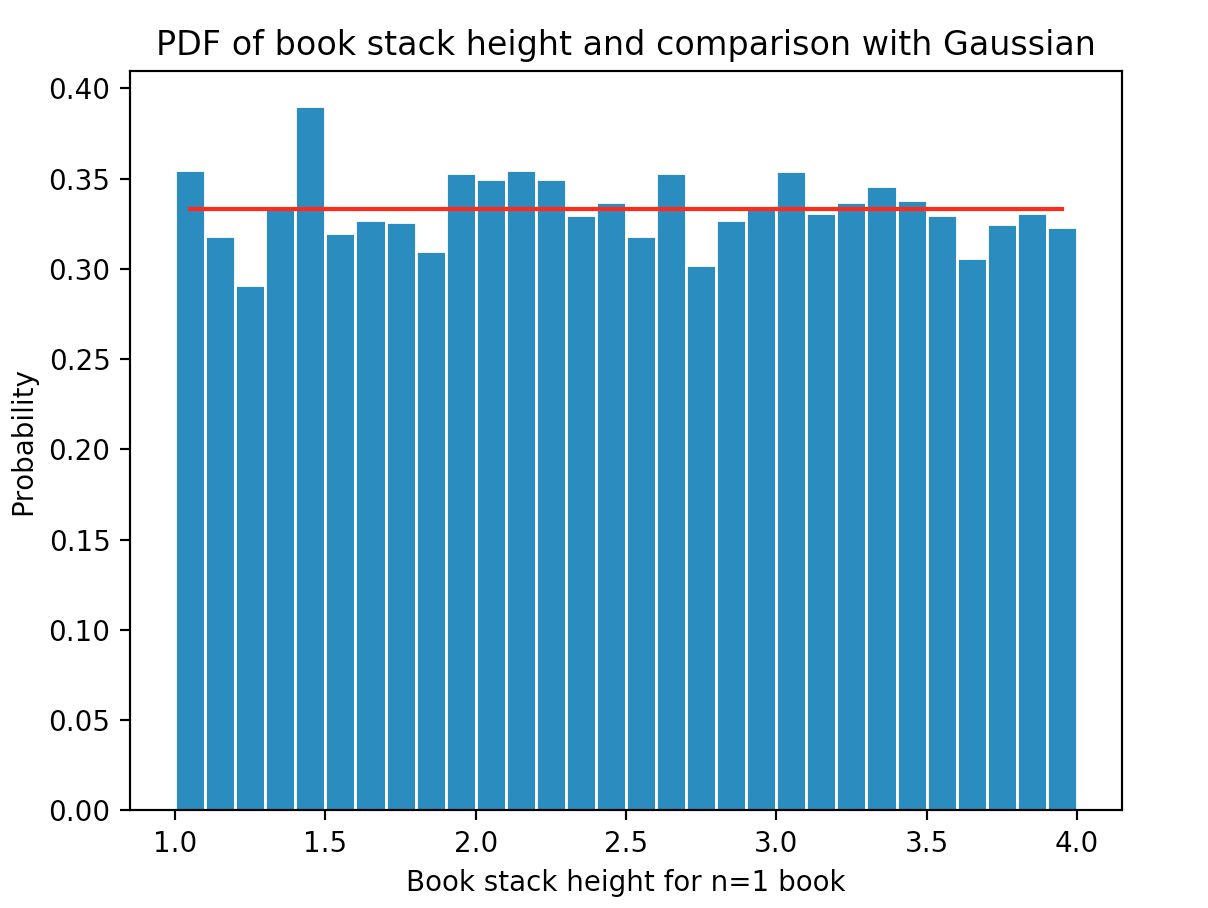 PDF of book stack height and comparison with Gaussian
0.40
0.35
0.30
0.25
0.20
0.15
0.10
0.05
0.00
Probability
1.0 1.5 2.0 2.5 3.0 3.5 4.0
Book stack height for n=1 book